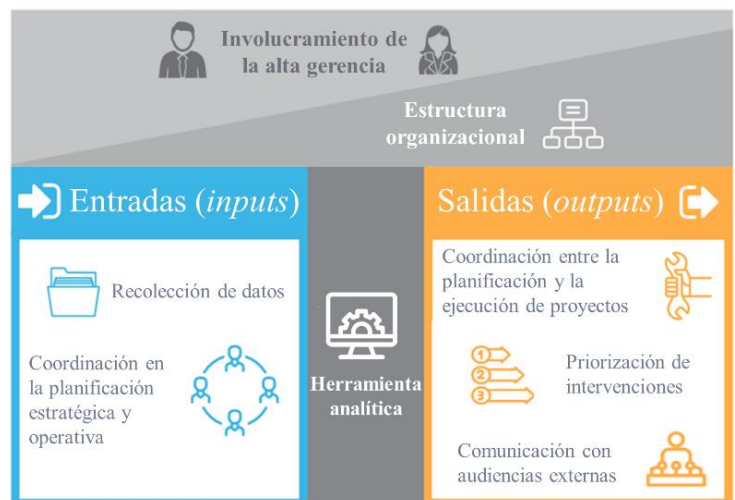 Involucramiento de
la alta gerencia
Estructura
organizacional
Entradas (inputs)
Recolección de datos
Coordinación en
la planificación
estratégica y
operativa
Herramienta
analítica
Salidas (outputs)
Coordinación entre la
planificación y la
ejecución de proyectos
1
2
3
Priorización de
intervenciones
Comunicación con
audiencias externas